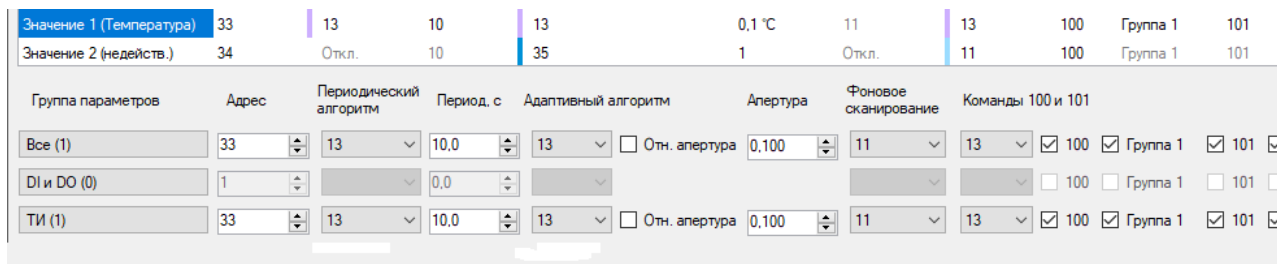 Значение 1 (Температура) 33 13 10 13 0,1 °C 11 13 100 Группа 1 101
Значение 2 (недейств.) 34 Откл. 10 35 1 Откл. 11 100 Группа 1 101
Группа параметров Адрес Периодический алгоритм Период, с Адаптивный алгоритм Апертура Фоновое сканирование Команды 100 и 101
Все (1) 33 13 10,0 13 Отн. апертура 0,100 11 13 100 Группа 1 101
DI и DO (0) 1 0,0 100 Группа 1 101
ТИ (1) 33 13 10,0 13 Отн. апертура 0,100 11 13 100 Группа 1 101